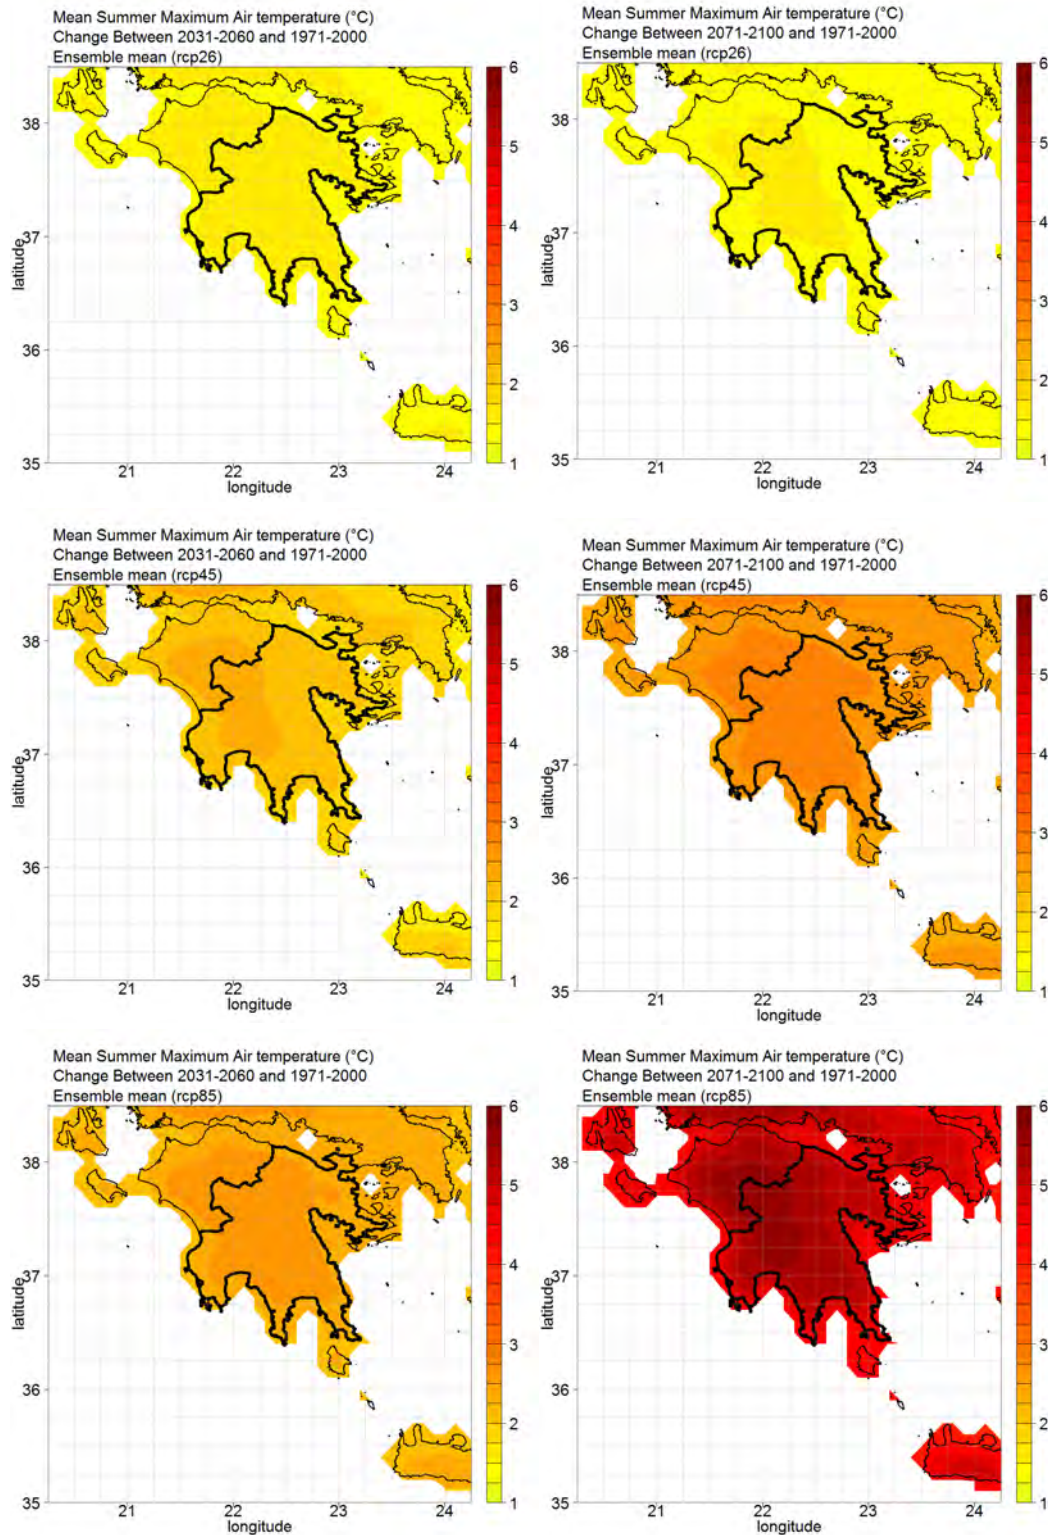 Mean Summer Maximum Air temperature (°C)
Change Between 2031-2060 and 1971-2000
Ensemble mean (rcp26)
6
5
4
3
2
1
38
37
36
35
latitude
21
22
23
24
longitude
Mean Summer Maximum Air temperature (°C)
Change Between 2071-2100 and 1971-2000
Ensemble mean (rcp26)
6
5
4
3
2
1
38
37
36
35
latitude
21
22
23
24
longitude
Mean Summer Maximum Air temperature (°C)
Change Between 2031-2060 and 1971-2000
Ensemble mean (rcp45)
6
5
4
3
2
1
38
37
36
35
latitude
21
22
23
24
longitude
Mean Summer Maximum Air temperature (°C)
Change Between 2071-2100 and 1971-2000
Ensemble mean (rcp45)
6
5
4
3
2
1
38
37
36
35
latitude
21
22
23
24
longitude
Mean Summer Maximum Air temperature (°C)
Change Between 2031-2060 and 1971-2000
Ensemble mean (rcp85)
6
5
4
3
2
1
38
37
36
35
latitude
21
22
23
24
longitude
Mean Summer Maximum Air temperature (°C)
Change Between 2071-2100 and 1971-2000
Ensemble mean (rcp85)
6
5
4
3
2
1
38
37
36
35
latitude
21
22
23
24
longitude